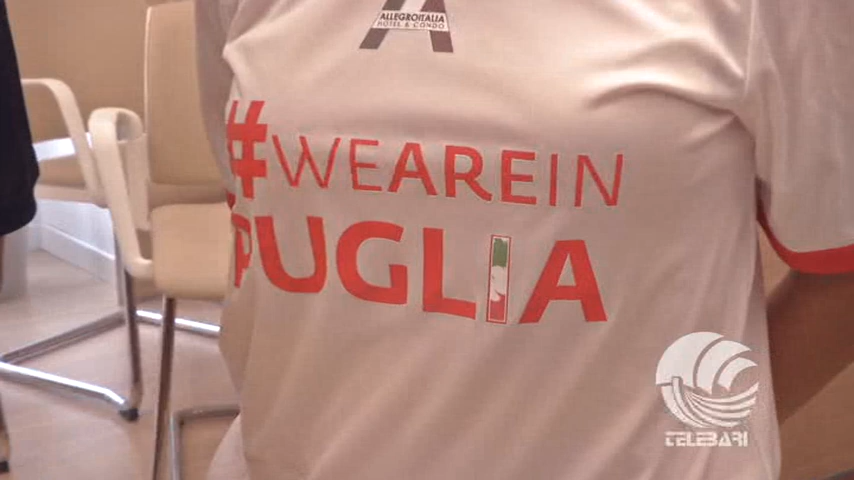 ALLEGROITALIA
HOTEL & CONDO
#WEAREIN
PUGLIA
TELEBARI